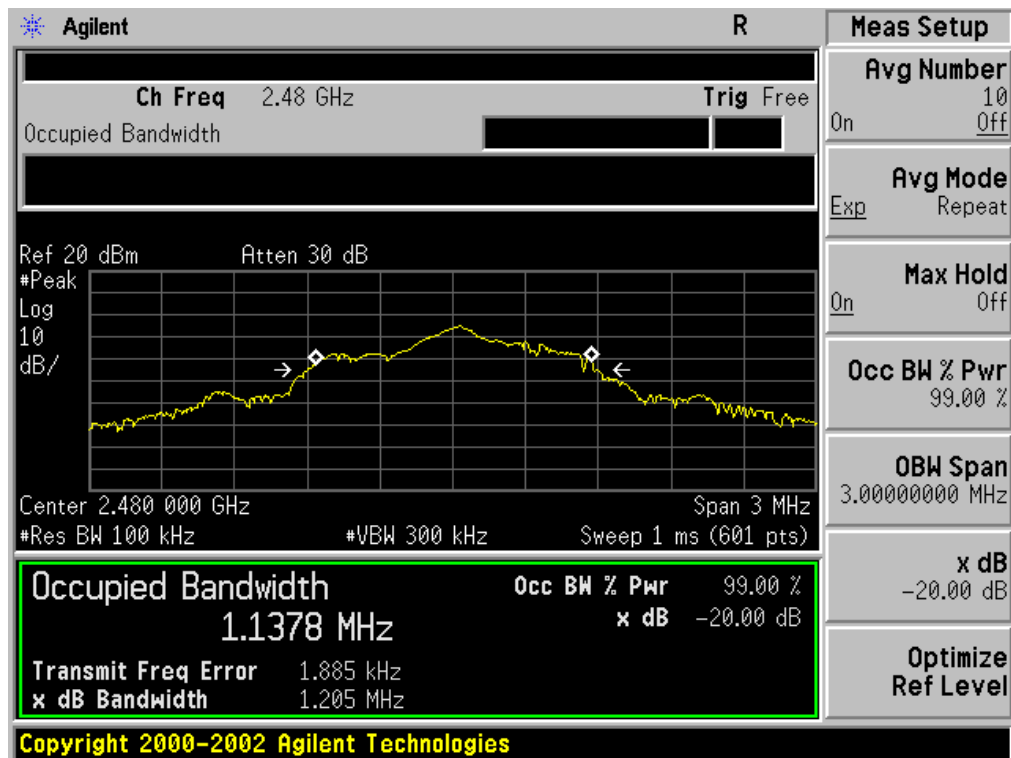 Agilent R
Ch Freq 2.48 GHz Trig Free
Occupied Bandwidth
Ref 20 dBm Atten 30 dB
#Peak
Log
10
dB/
Center 2.480 000 GHz Span 3 MHz
#Res BW 100 kHz #VBW 300 kHz Sweep 1 ms (601 pts)
Occupied Bandwidth Occ BW % Pwr 99.00 %
1.1378 MHz x dB -20.00 dB
Transmit Freq Error 1.885 kHz
x dB Bandwidth 1.205 MHz
Copyright 2000-2002 Agilent Technologies
Meas Setup
Avg Number
10
On Off
Avg Mode
Exp Repeat
Max Hold
On Off
Occ BW % Pwr
99.00 %
OBW Span
3.00000000 MHz
x dB
-20.00 dB
Optimize
Ref Level